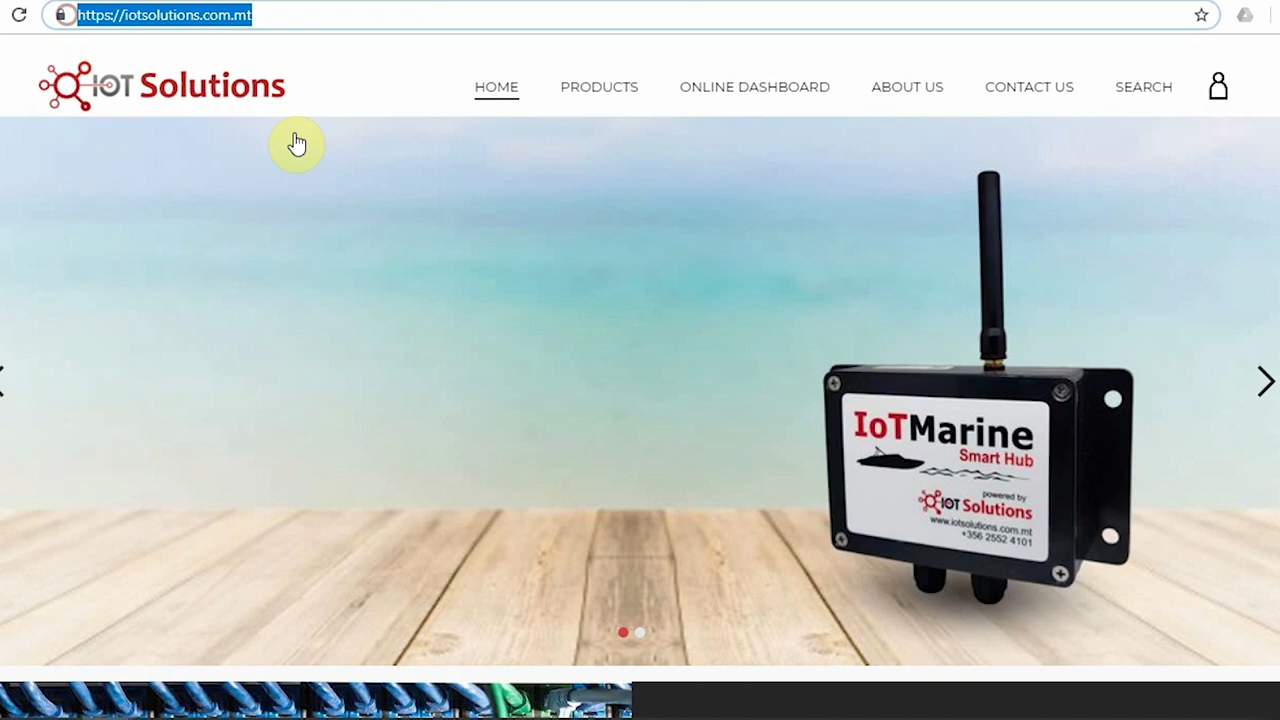 https://iotsolutions.com.mt
IOT Solutions
HOME PRODUCTS ONLINE DASHBOARD ABOUT US CONTACT US SEARCH
IoTMarine
Smart Hub
powered by
IOT Solutions
www.iotsolutions.com.mt
+356 2552 4101